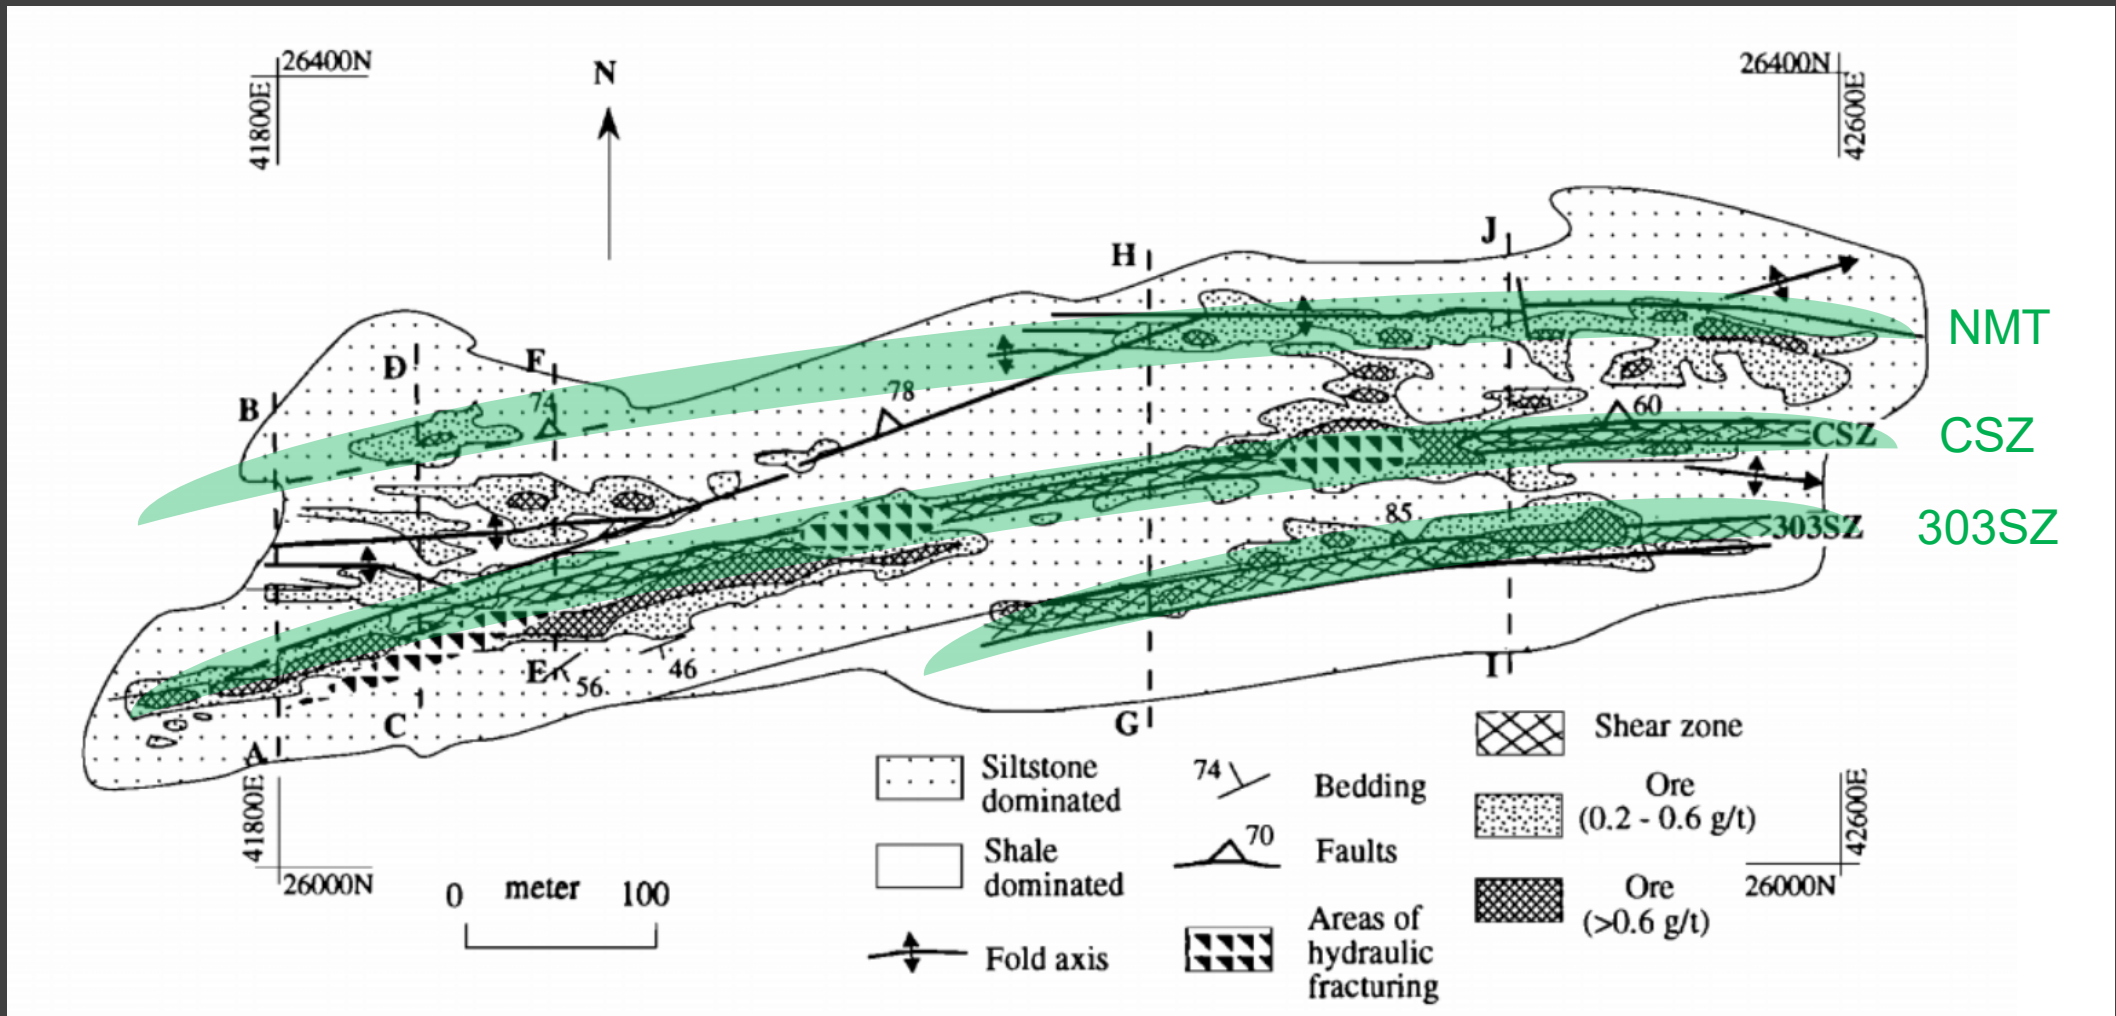 26400N
41800E
N
26400N
42600E
J
H
NMT
D
F
B
74
78
60
CSZ
CSZ
85
303SZ
303SZ
E
56
46
I
C
G
A
41800E
26000N
0 meter 100
Siltstone
dominated
Shale
dominated
Fold axis
74
Bedding
70
Faults
Areas of
hydraulic
fracturing
Shear zone
Ore
(0.2 - 0.6 g/t)
Ore
(>0.6 g/t)
42600E
26000N